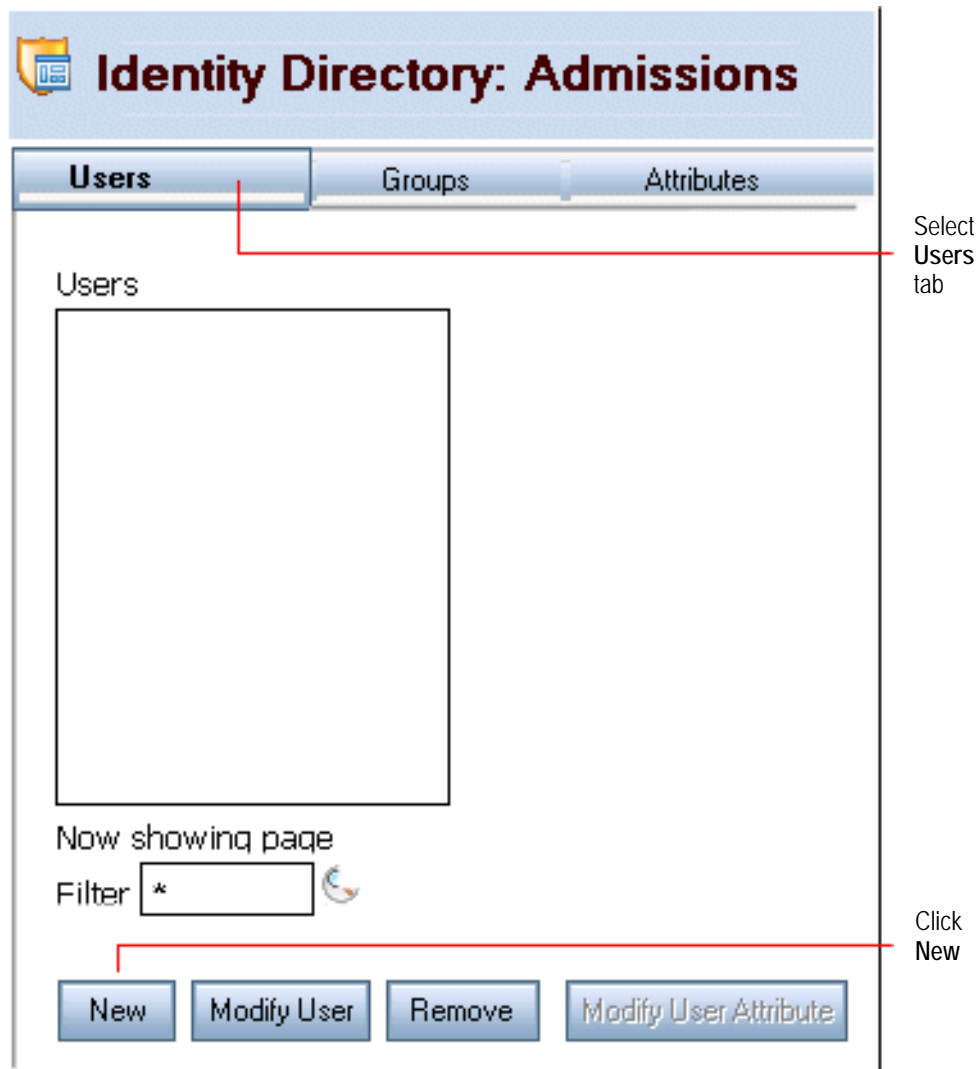 Identity Directory: Admissions
Users Groups Attributes
Select
Users
tab
Users
Now showing page
Filter *
Click
New
New Modify User Remove Modify User Attribute